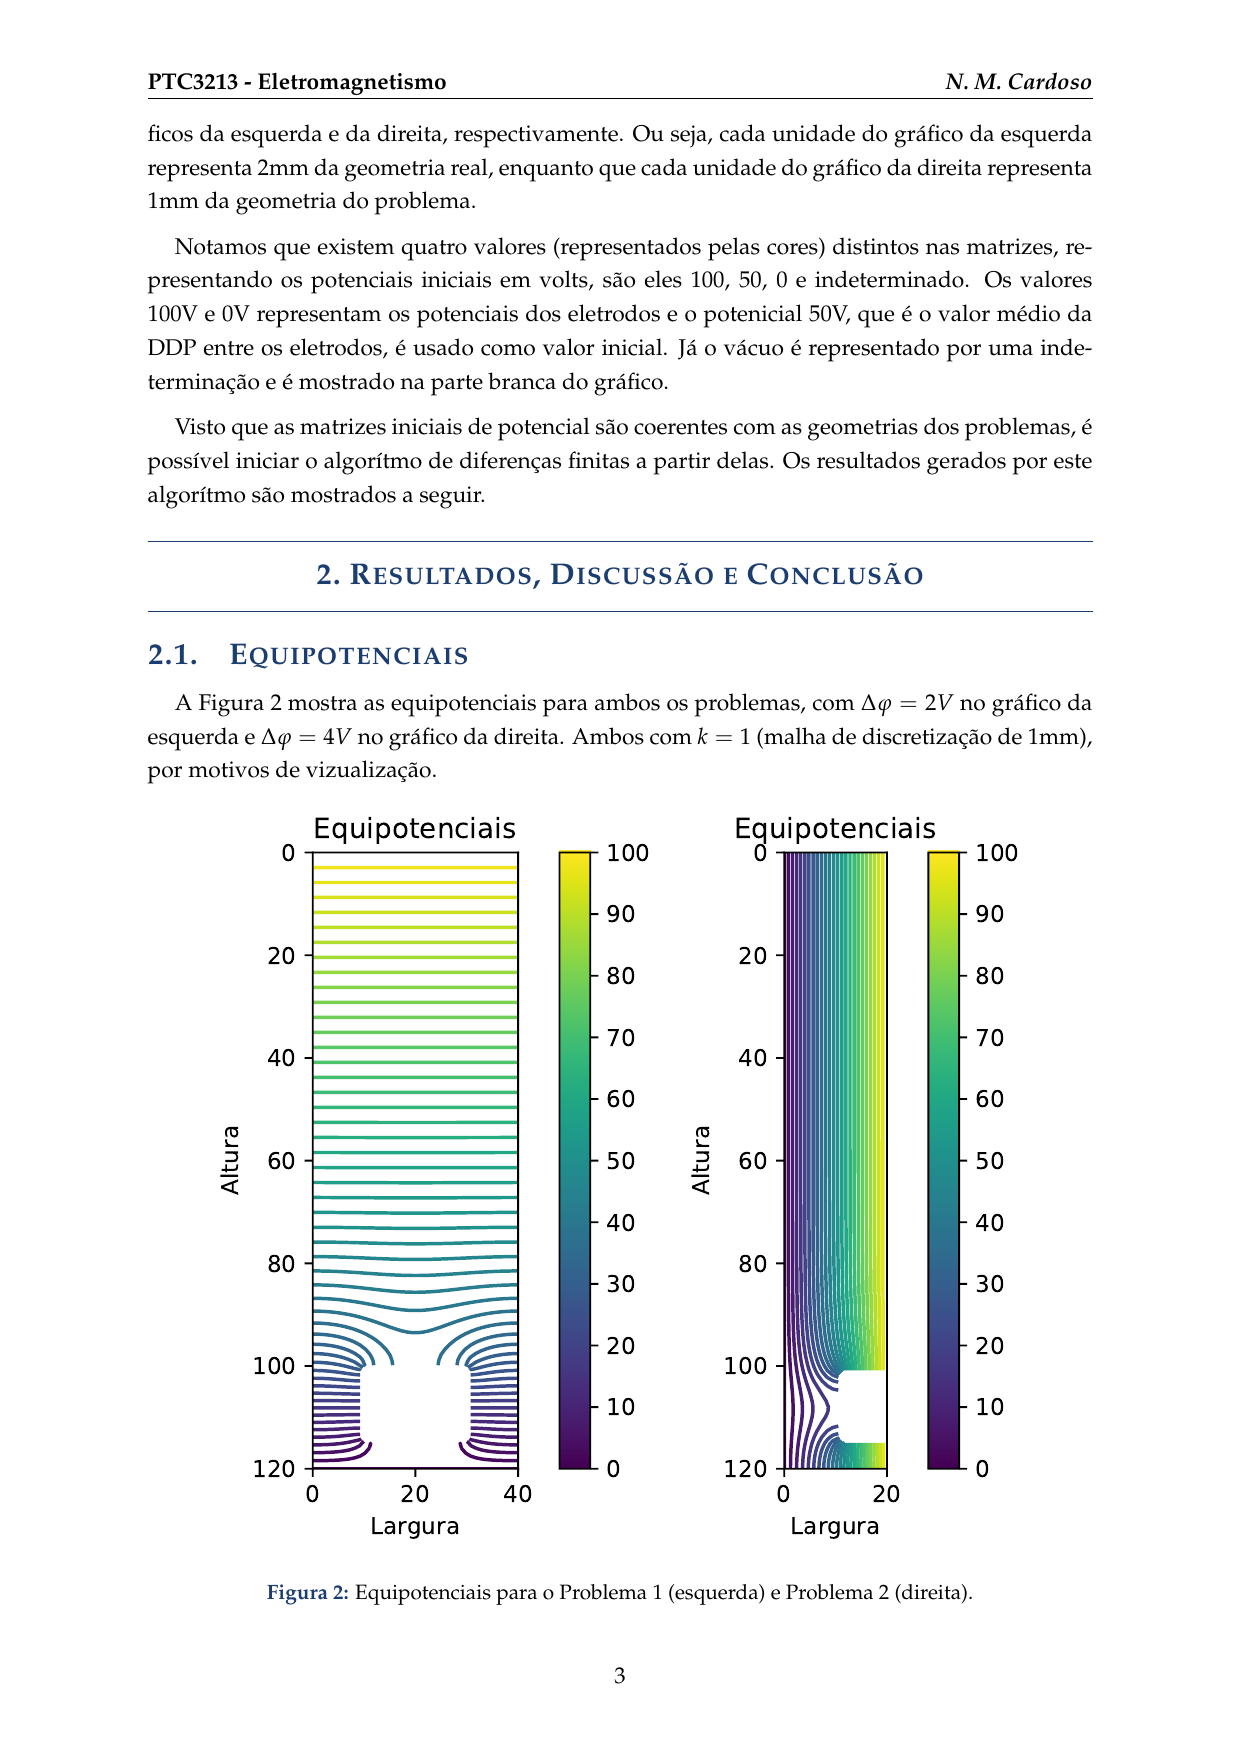 PTC3213 - Eletromagnetismo N. M. Cardoso
ficos da esquerda e da direita, respectivamente. Ou seja, cada unidade do gráfico da esquerda
representa 2mm da geometria real, enquanto que cada unidade do gráfico da direita representa
1mm da geometria do problema.
Notamos que existem quatro valores (representados pelas cores) distintos nas matrizes, re-
presentando os potenciais iniciais em volts, são eles 100, 50, 0 e indeterminado. Os valores
100V e 0V representam os potenciais dos eletrodos e o potenicial 50V, que é o valor médio da
DDP entre os eletrodos, é usado como valor inicial. Já o vácuo é representado por uma inde-
terminação e é mostrado na parte branca do gráfico.
Visto que as matrizes iniciais de potencial são coerentes com as geometrias dos problemas, é
possível iniciar o algorítmo de diferenças finitas a partir delas. Os resultados gerados por este
algorítmo são mostrados a seguir.
2. RESULTADOS, DISCUSSÃO E CONCLUSÃO
2.1. EQUIPOTENCIAIS
A Figura 2 mostra as equipotenciais para ambos os problemas, com Δφ = 2V no gráfico da
esquerda e Δφ = 4V no gráfico da direita. Ambos com k = 1 (malha de discretização de 1mm),
por motivos de vizualização.
Equipotenciais
0
20
40
60
80
100
120
Altura
0 20 40
Largura
100
90
80
70
60
50
40
30
20
10
0
Equipotenciais
0
20
40
60
80
100
120
Altura
0 20
Largura
100
90
80
70
60
50
40
30
20
10
0
Figura 2: Equipotenciais para o Problema 1 (esquerda) e Problema 2 (direita).
3